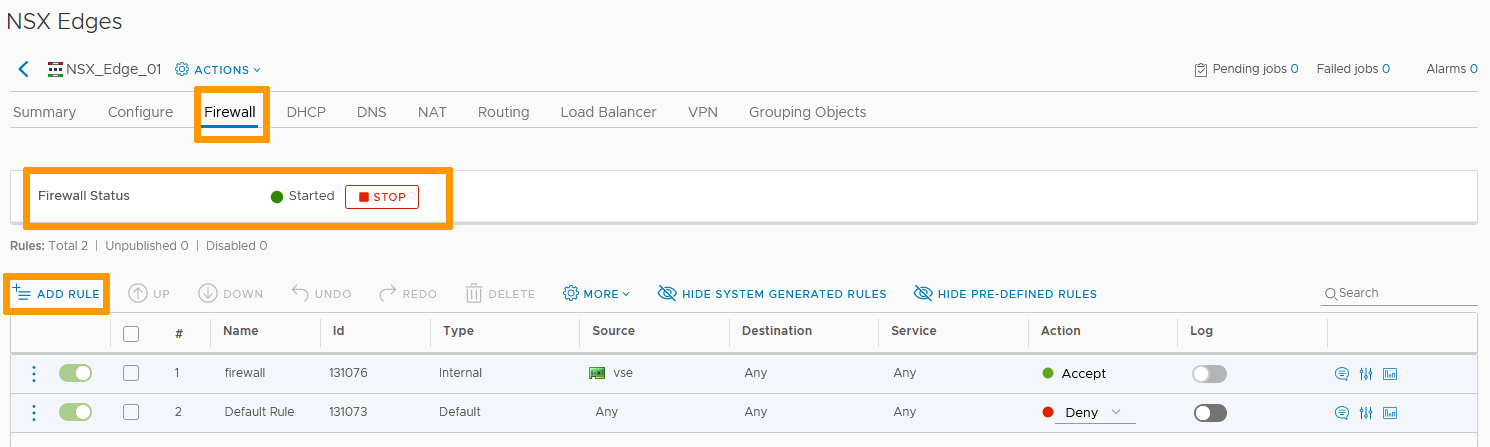 NSX Edges
NSX_Edge_01 ACTIONS Pending jobs 0 Failed jobs 0 Alarms 0
Summary Configure Firewall DHCP DNS NAT Routing Load Balancer VPN Grouping Objects
Firewall Status Started STOP
Rules: Total 2 | Unpublished 0 | Disabled 0
ADD RULE UP DOWN UNDO REDO DELETE MORE HIDE SYSTEM GENERATED RULES HIDE PRE-DEFINED RULES Search
# Name Id Type Source Destination Service Action Log
1 firewall 131076 Internal vse Any Any Accept
2 Default Rule 131073 Default Any Any Any Deny